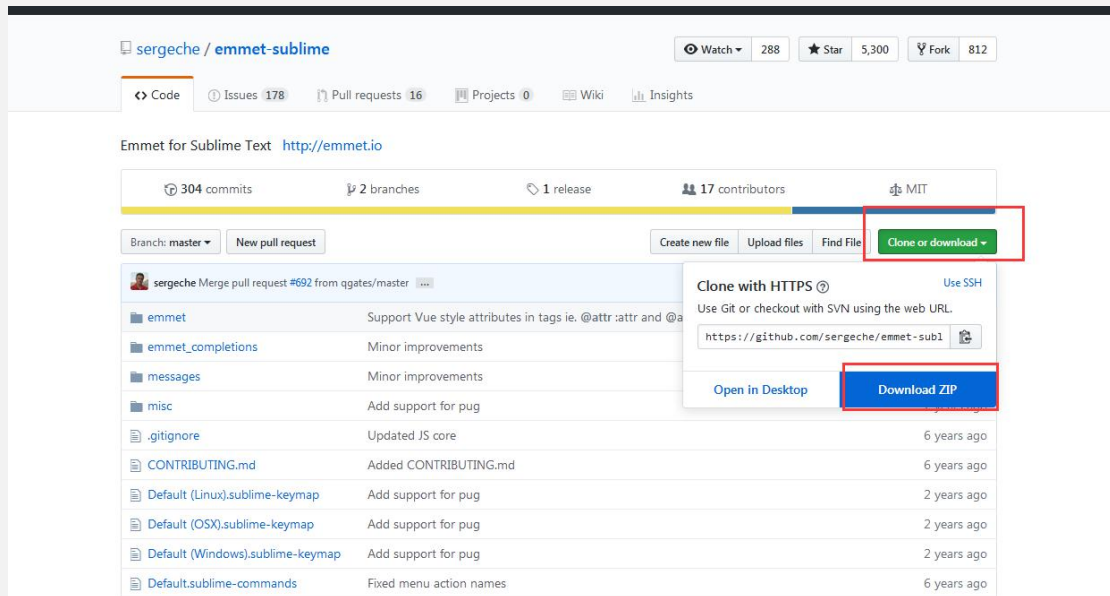 sergeche / emmet-sublime
Watch 288 Star 5,300 Fork 812
Code Issues 178 Pull requests 16 Projects 0 Wiki Insights
Emmet for Sublime Text http://emmet.io
304 commits 2 branches 1 release 17 contributors MIT
Branch: master New pull request Create new file Upload files Find File Clone or download
sergeche Merge pull request #692 from qgates/master ...
Clone with HTTPS Use SSH
Use Git or checkout with SVN using the web URL.
https://github.com/sergeche/emmet-subl
Open in Desktop Download ZIP
emmet Support Vue style attributes in tags ie. @attr :attr and @a
emmet_completions Minor improvements
messages Minor improvements
misc Add support for pug
.gitignore Updated JS core 6 years ago
CONTRIBUTING.md Added CONTRIBUTING.md 6 years ago
Default (Linux).sublime-keymap Add support for pug 2 years ago
Default (OSX).sublime-keymap Add support for pug 2 years ago
Default (Windows).sublime-keymap Add support for pug 2 years ago
Default.sublime-commands Fixed menu action names 6 years ago